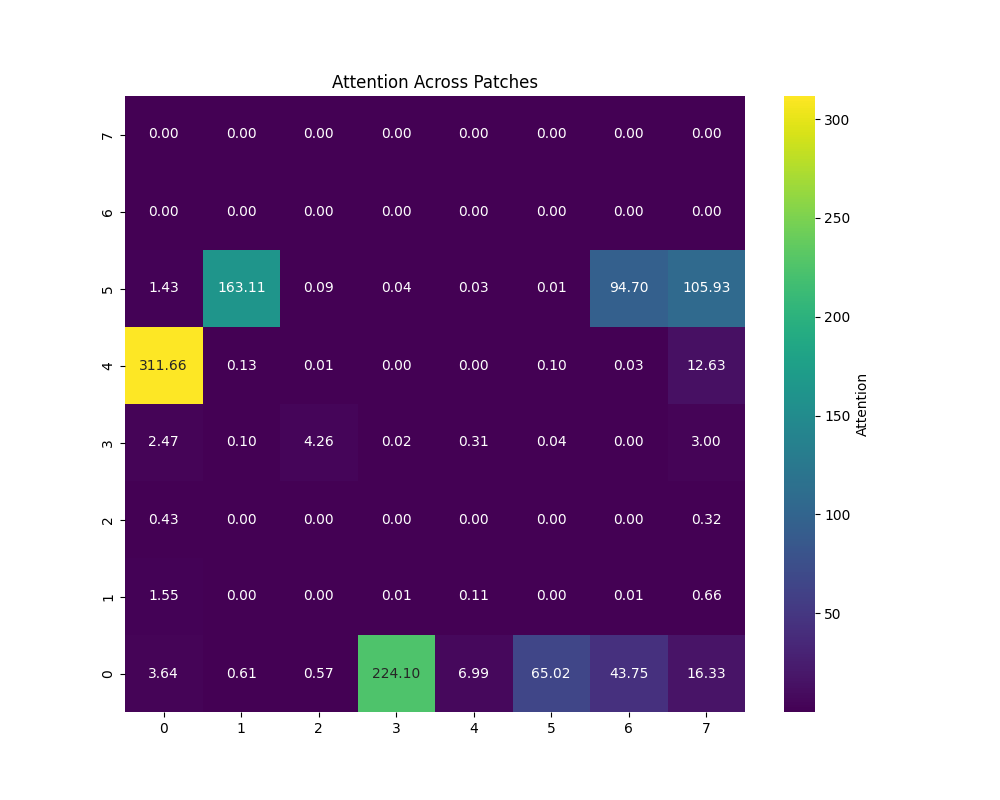 Attention Across Patches
7 0.00 0.00 0.00 0.00 0.00 0.00 0.00 0.00
6 0.00 0.00 0.00 0.00 0.00 0.00 0.00 0.00
5 1.43 163.11 0.09 0.04 0.03 0.01 94.70 105.93
4 311.66 0.13 0.01 0.00 0.00 0.10 0.03 12.63
3 2.47 0.10 4.26 0.02 0.31 0.04 0.00 3.00
2 0.43 0.00 0.00 0.00 0.00 0.00 0.00 0.32
1 1.55 0.00 0.00 0.01 0.11 0.00 0.01 0.66
0 3.64 0.61 0.57 224.10 6.99 65.02 43.75 16.33
0 1 2 3 4 5 6 7
300
250
200
150
100
50
Attention